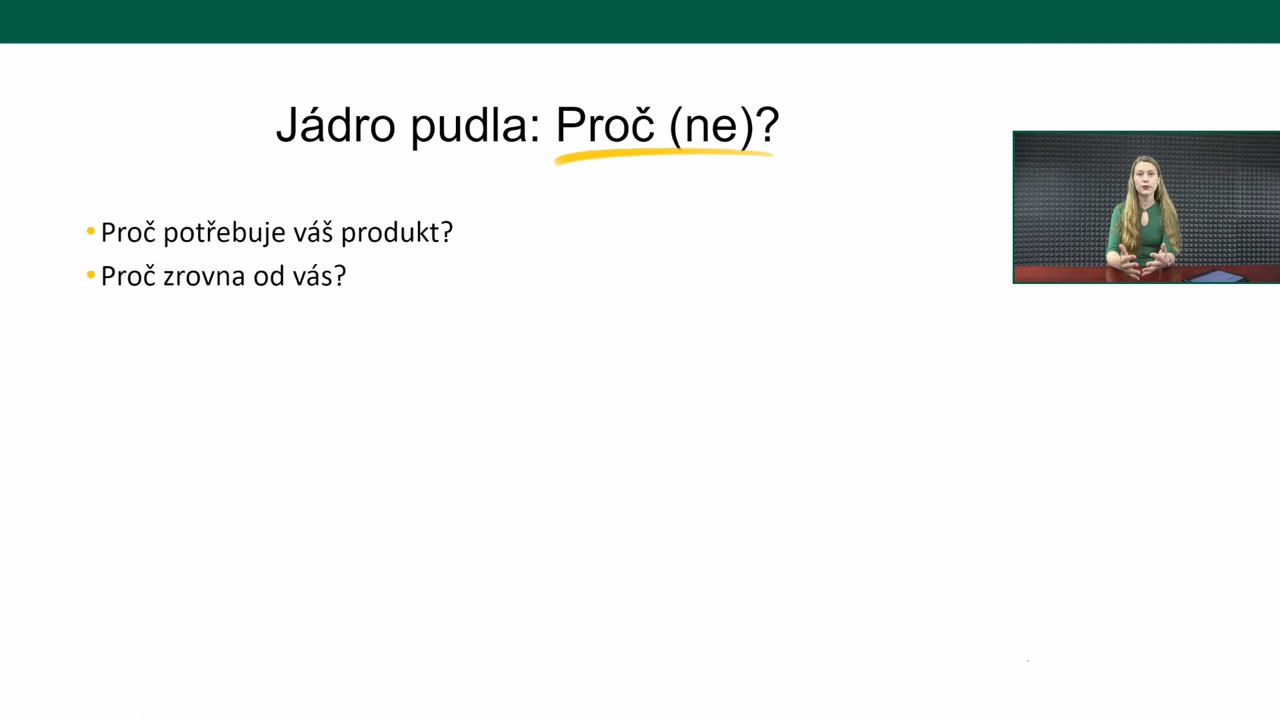 Jádro pudla: Proč (ne)?
•Proč potřebuje váš produkt?
•Proč zrovna od vás?